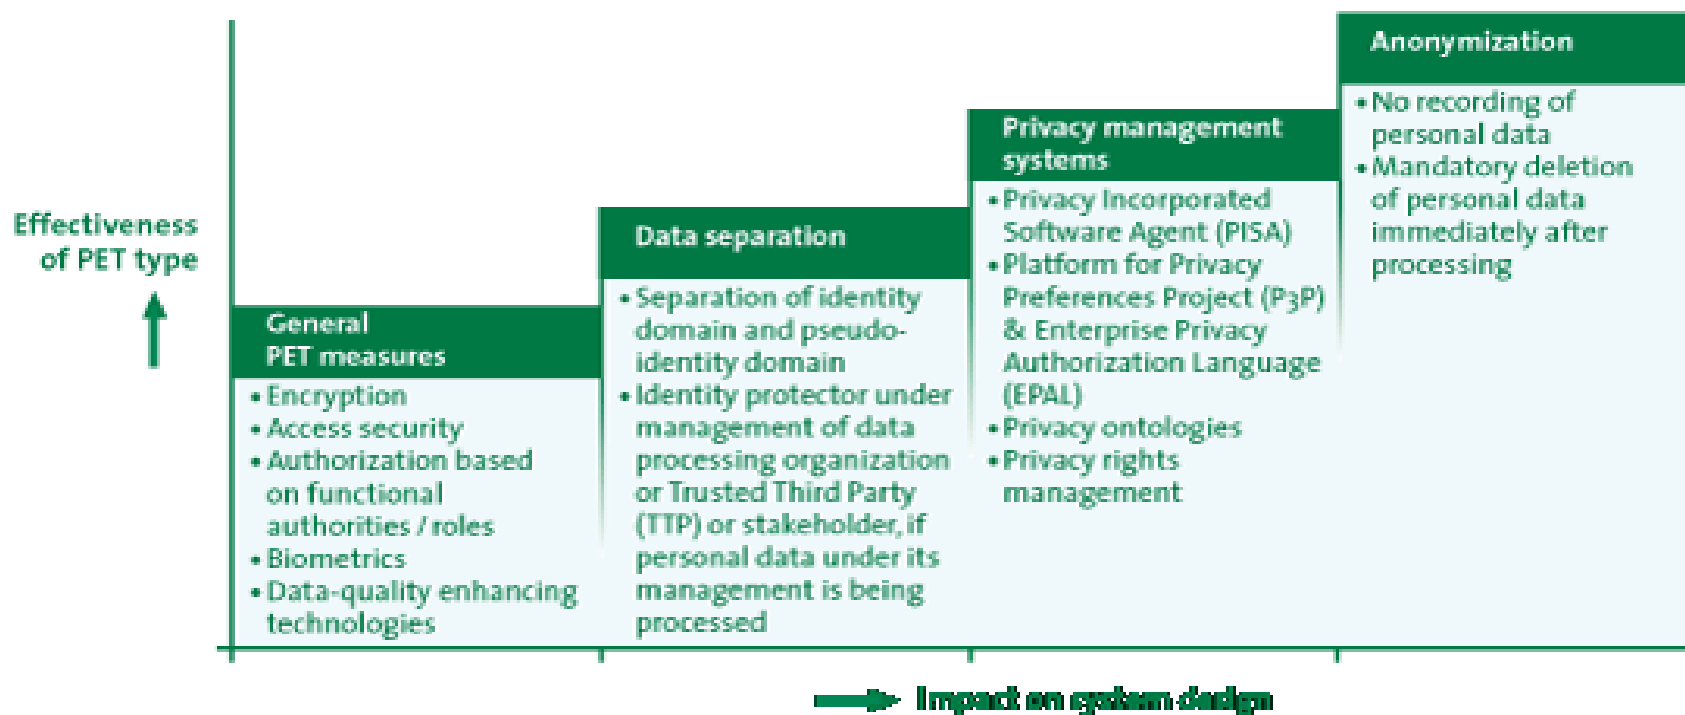 Effectiveness
of PET type
General
PET measures
• Encryption
• Access security
• Authorization based
on functional
authorities / roles
• Biometrics
• Data-quality enhancing
technologies
Data separation
• Separation of identity
domain and pseudo-
identity domain
• Identity protector under
management of data
processing organization
or Trusted Third Party
(TTP) or stakeholder, if
personal data under its
management is being
processed
Privacy management
systems
• Privacy Incorporated
Software Agent (PISA)
• Platform for Privacy
Preferences Project (P3P)
& Enterprise Privacy
Authorization Language
(EPAL)
• Privacy ontologies
• Privacy rights
management
Anonymization
• No recording of
personal data
• Mandatory deletion
of personal data
immediately after
processing
Impact on system design